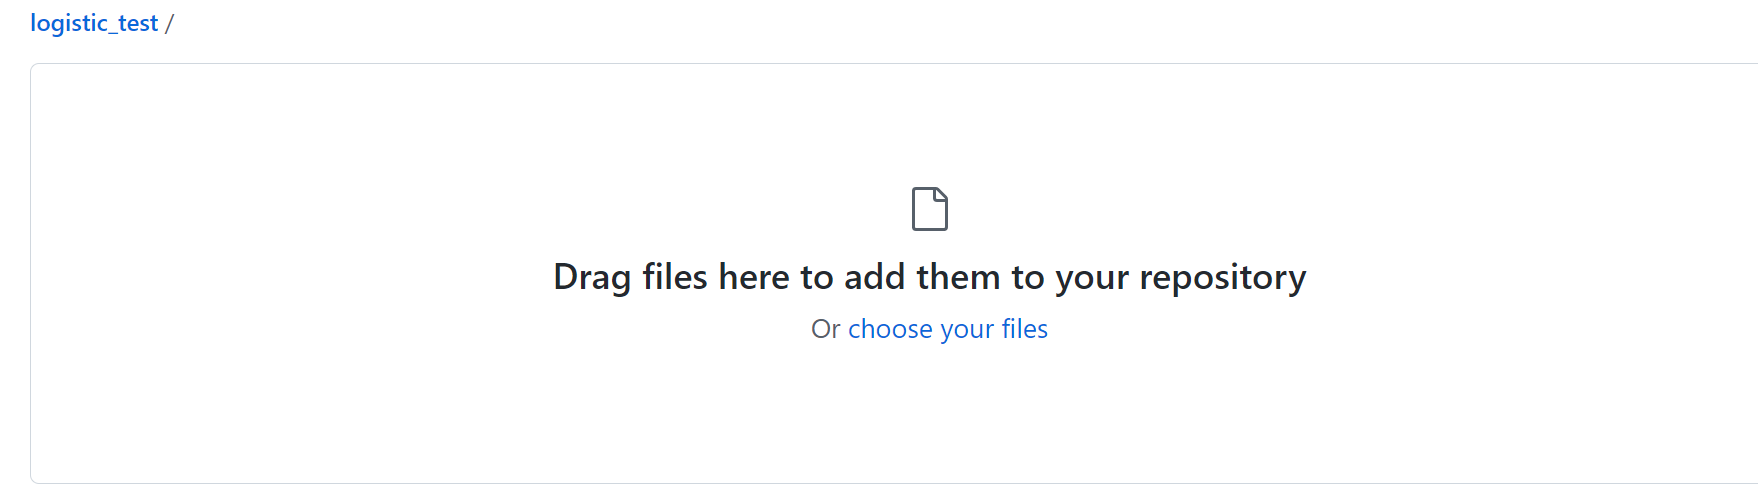 logistic_test /
Drag files here to add them to your repository
Or choose your files